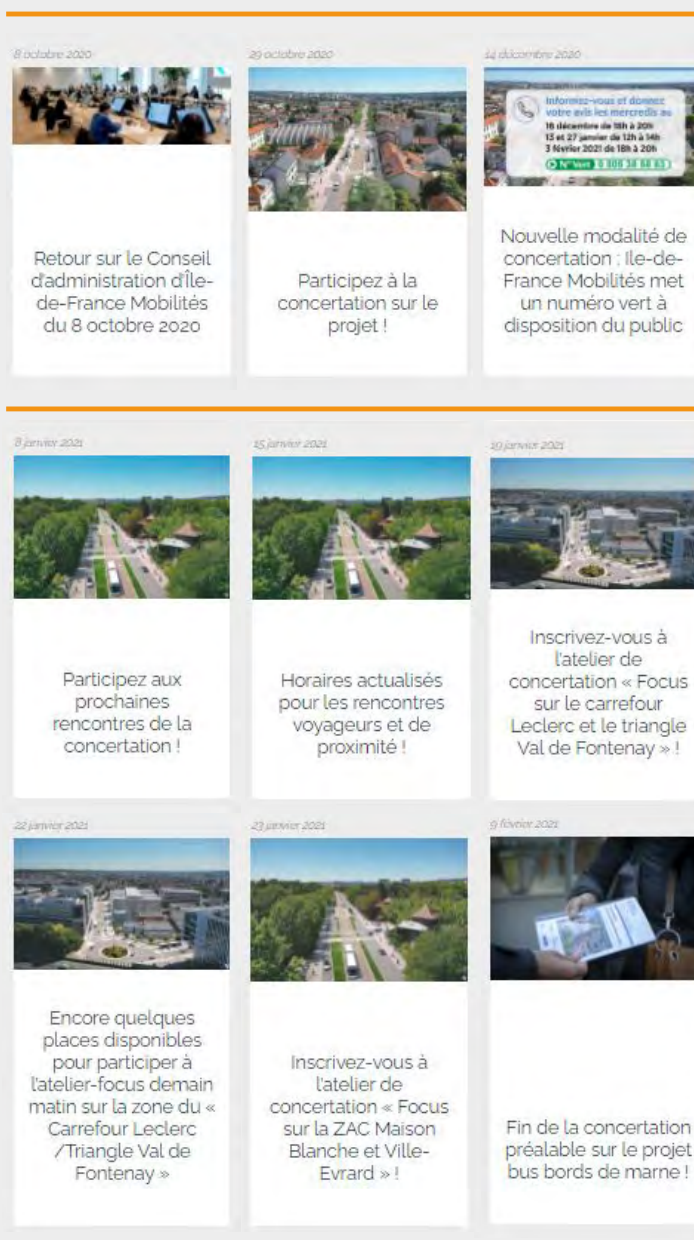 8 octobre 2020
29 octobre 2020
14 décembre 2020
Informez-vous et donnez
votre avis les mercredis au
16 décembre de 18h à 20h
13 et 27 janvier de 12h à 14h
3 février 2021 de 18h à 20h
N° Vert
Retour sur le Conseil
d'administration d'Île-
de-France Mobilités
du 8 octobre 2020
Participez à la
concertation sur le
projet !
Nouvelle modalité de
concertation : Ile-de-
France Mobilités met
un numéro vert à
disposition du public
8 janvier 2021
15 janvier 2021
19 janvier 2021
Participez aux
prochaines
rencontres de la
concertation !
Horaires actualisés
pour les rencontres
voyageurs et de
proximité !
Inscrivez-vous à
l'atelier de
concertation « Focus
sur le carrefour
Leclerc et le triangle
Val de Fontenay » !
22 janvier 2021
23 janvier 2021
9 février 2021
Encore quelques
places disponibles
pour participer à
l'atelier-focus demain
matin sur la zone du «
Carrefour Leclerc
/Triangle Val de
Fontenay »
Inscrivez-vous à
l'atelier de
concertation « Focus
sur la ZAC Maison
Blanche et Ville-
Evrard » !
Fin de la concertation
préalable sur le projet
bus bords de marne !